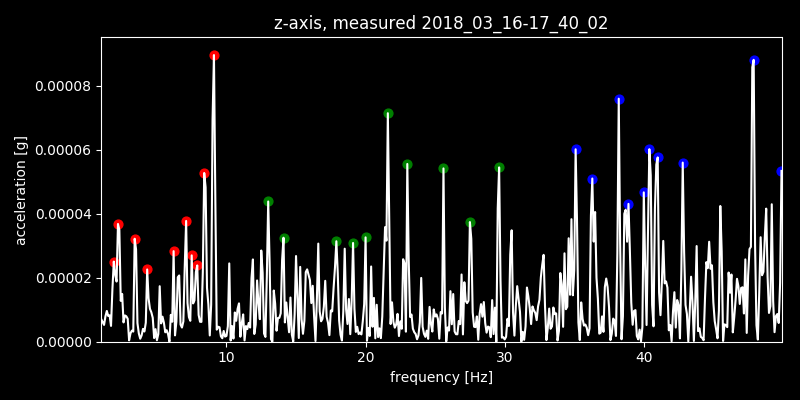 z-axis, measured 2018_03_16-17_40_02
0.00008
0.00006
0.00004
0.00002
0.00000
acceleration [g]
10 20 30 40
frequency [Hz]